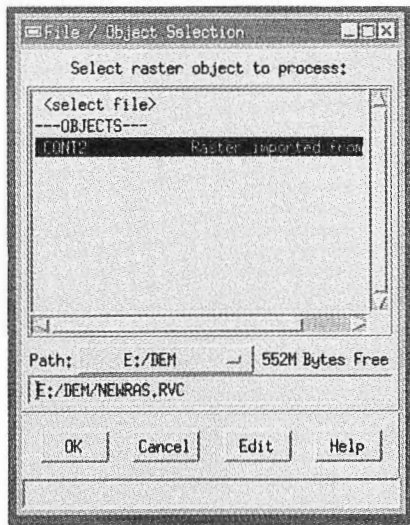 File / Object Selection
Select raster object to process:
<select file>
---OBJECTS---
CONT2 Raster imported from
Path: E:/DEM 552M Bytes Free
E:/DEM/NEWRAS.RVC
OK Cancel Edit Help